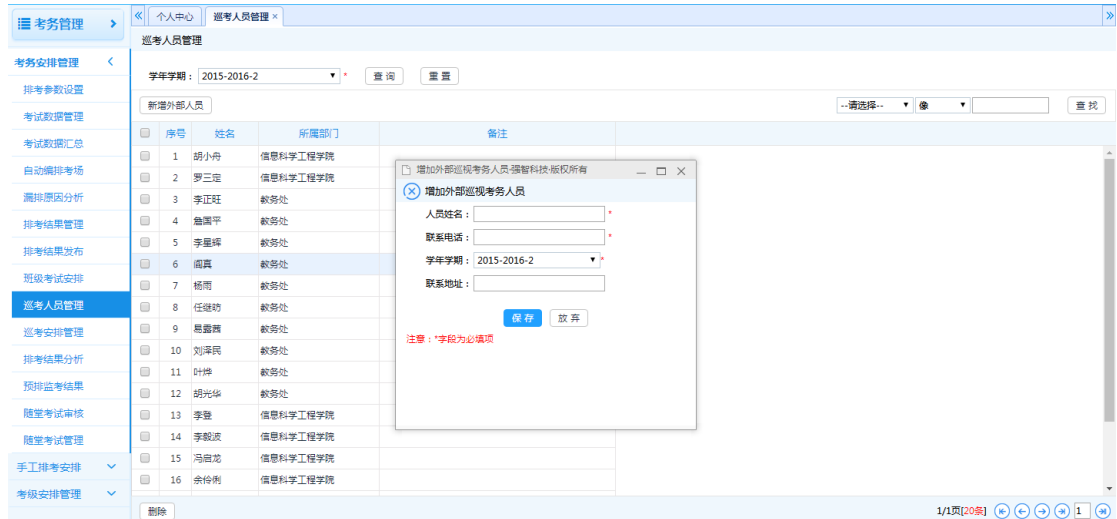 考务管理
个人中心 巡考人员管理 ×
巡考人员管理
考务安排管理
排考参数设置
考试数据管理
考试数据汇总
自动编排考场
漏排原因分析
排考结果管理
排考结果发布
班级考试安排
巡考人员管理
巡考安排管理
排考结果分析
预排监考结果
随堂考试审核
随堂考试管理
手工排考安排
考级安排管理
学年学期： 2015-2016-2 * 查 询 重 置
新增外部人员 --请选择-- 像 查 找
序号 姓名 所属部门 备注
1 胡小舟 信息科学工程学院
2 罗三定 信息科学工程学院
3 李正旺 教务处
4 詹国平 教务处
5 李星辉 教务处
6 阎真 教务处
7 杨雨 教务处
8 任继昉 教务处
9 易露茜 教务处
10 刘泽民 教务处
11 叶烨 教务处
12 胡光华 教务处
13 李登 信息科学工程学院
14 李毅波 信息科学工程学院
15 冯启龙 信息科学工程学院
16 余伶俐 信息科学工程学院
增加外部巡视考务人员-强智科技-版权所有
增加外部巡视考务人员
人员姓名： *
联系电话： *
学年学期： 2015-2016-2 *
联系地址：
保 存 放 弃
注意：*字段为必填项
删除 1/1页[20条] 1